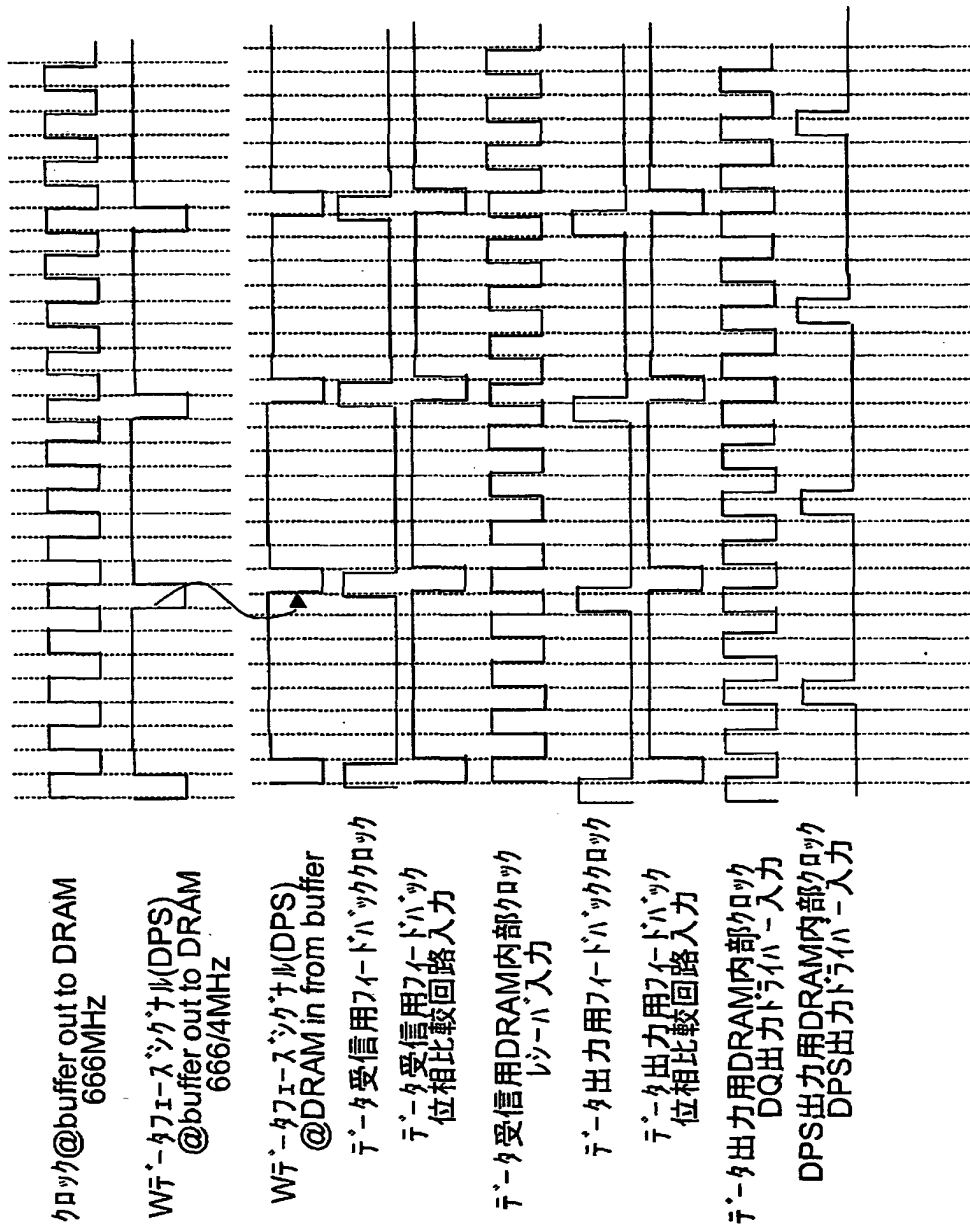 クロック@buffer out to DRAM
666MHz
Wデータフェーズシグナル(DPS)
@buffer out to DRAM
666/4MHz
Wデータフェーズシグナル(DPS)
@DRAM in from buffer
データ受信用フィードバッククロック
データ受信用フィードバック
位相比較回路入力
データ受信用DRAM内部クロック
レシーバ入力
データ出力用フィードバッククロック
データ出力用フィードバック
位相比較回路入力
データ出力用DRAM内部クロック
DQ出力ドライバー入力
DPS出力用DRAM内部クロック
DPS出力ドライバー入力